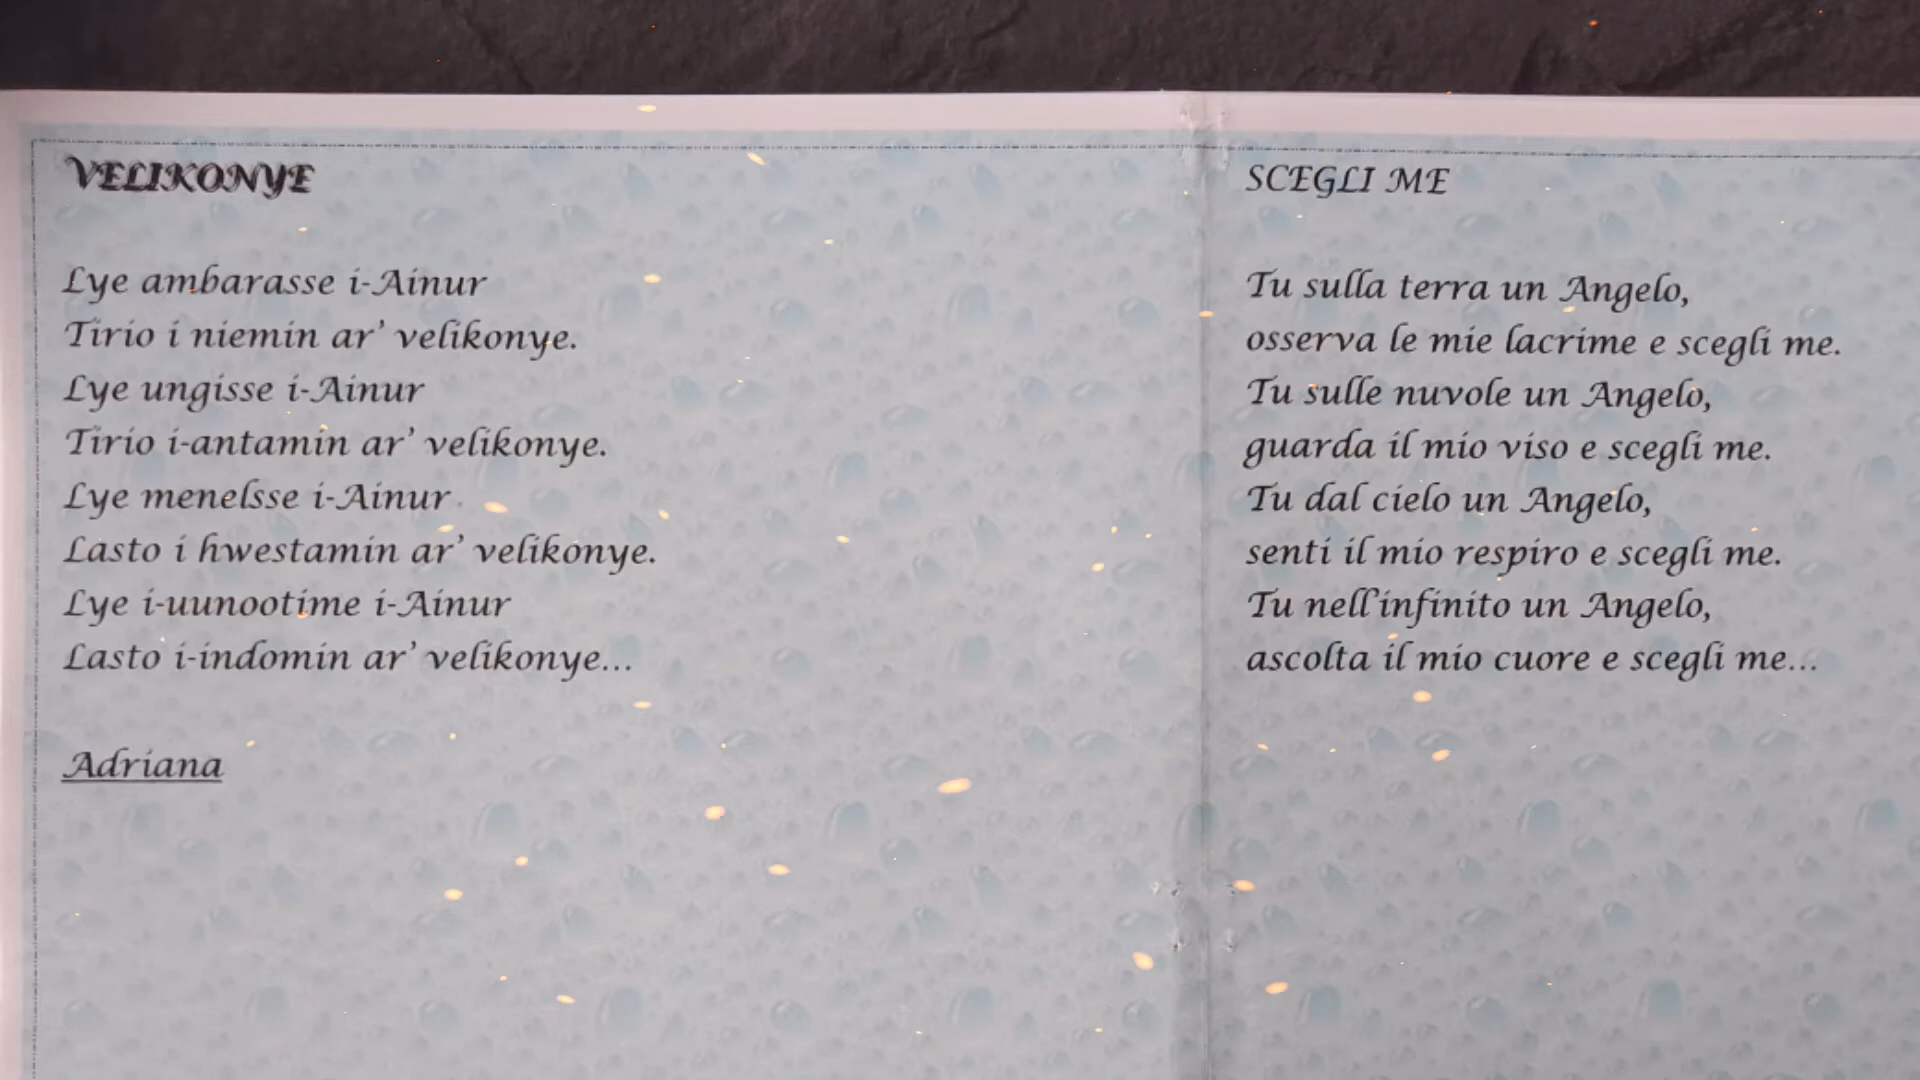 VELIKONYE
Lye ambarasse i-Ainur
Tirio i niemin ar' velikonye.
Lye ungisse i-Ainur
Tirio i-antamin ar' velikonye.
Lye menelsse i-Ainur
Lasto i hwestamin ar' velikonye.
Lye i-uunootime i-Ainur
Lasto i-indomin ar' velikonye...
Adriana
SCEGLI ME
Tu sulla terra un Angelo,
osserva le mie lacrime e scegli me.
Tu sulle nuvole un Angelo,
guarda il mio viso e scegli me.
Tu dal cielo un Angelo,
senti il mio respiro e scegli me.
Tu nell'infinito un Angelo,
ascolta il mio cuore e scegli me...